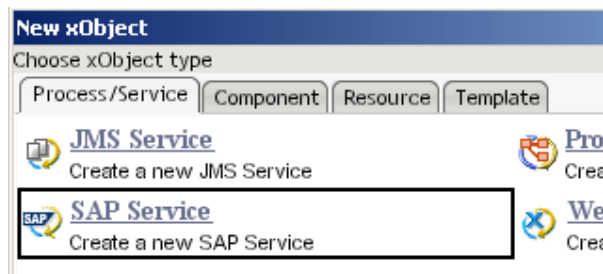 New xObject
Choose xObject type
Process/Service Component Resource Template
JMS Service
Create a new JMS Service
SAP SAP Service
Create a new SAP Service